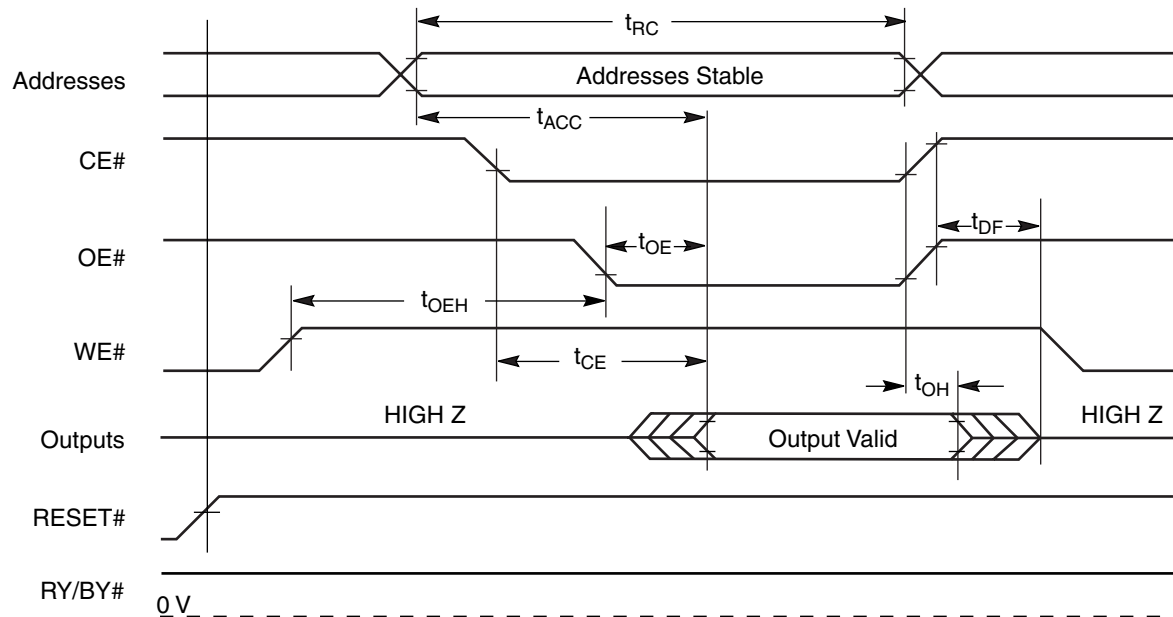 tRC
Addresses
Addresses Stable
tACC
CE#
tDF
tOE
OE#
tOEH
WE#
tCE
tOH
HIGH Z
HIGH Z
Outputs
Output Valid
RESET#
RY/BY#
0 V